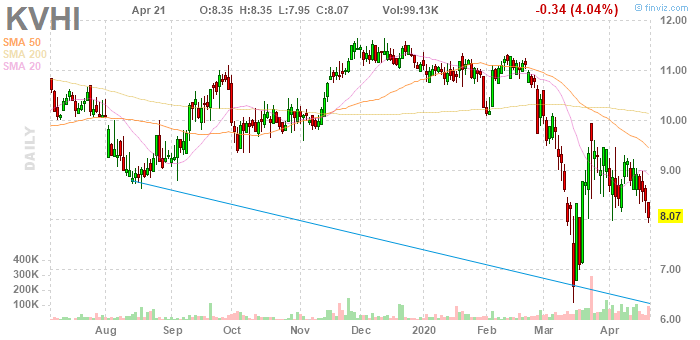 KVHI Apr 21 O:8.35 H:8.35 L:7.95 C:8.07 Vol:99.13K -0.34 (4.04%) © finviz.com
SMA 50
SMA 200
SMA 20
DAILY
12.00
11.00
10.00
9.00
8.07
7.00
6.00
400K
300K
200K
100K
Aug Sep Oct Nov Dec 2020 Feb Mar Apr